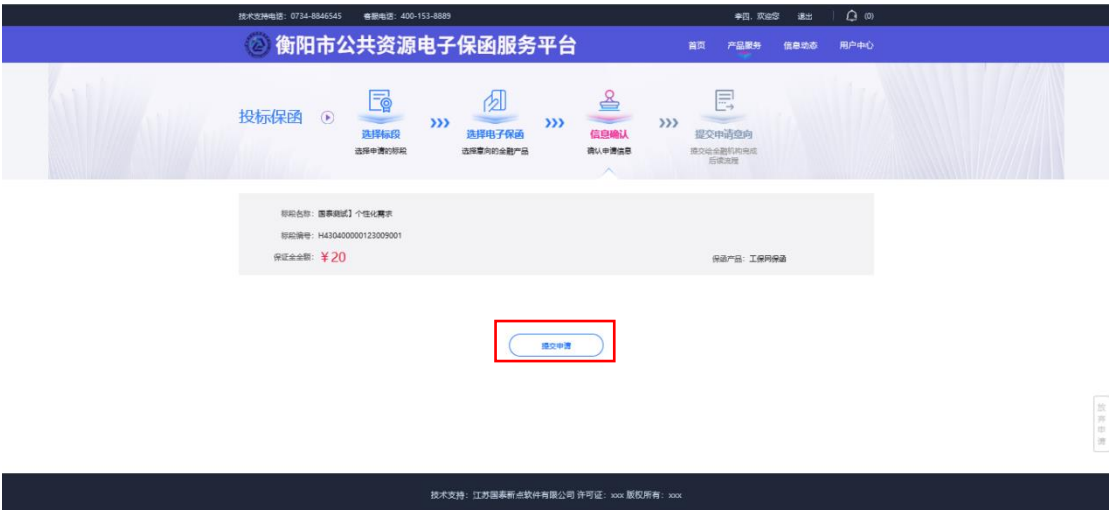 技术支持电话：0734-8846545 客服电话：400-153-8889 李四，欢迎您 退出 (0)
衡阳市公共资源电子保函服务平台 首页 产品服务 信息动态 用户中心
投标保函 选择标段 选择电子保函 信息确认 提交申请意向
选择申请的标段 选择意向的金融产品 确认申请信息 提交给金融机构完成
后续流程
标段名称：国泰测试】个性化需求
标段编号：H430400000123009001
保证金金额：￥20 保函产品：工保网保函
提交申请
放弃申请
技术支持：江苏国泰新点软件有限公司 许可证：xxx 版权所有：xxx